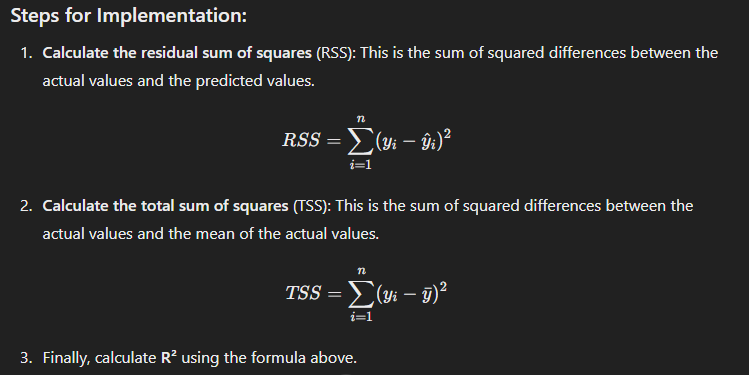 Steps for Implementation:
1. Calculate the residual sum of squares (RSS): This is the sum of squared differences between the
actual values and the predicted values.
RSS = \sum_{i=1}^{n} (y_i - \hat{y}_i)^2
2. Calculate the total sum of squares (TSS): This is the sum of squared differences between the
actual values and the mean of the actual values.
TSS = \sum_{i=1}^{n} (y_i - \bar{y})^2
3. Finally, calculate R² using the formula above.